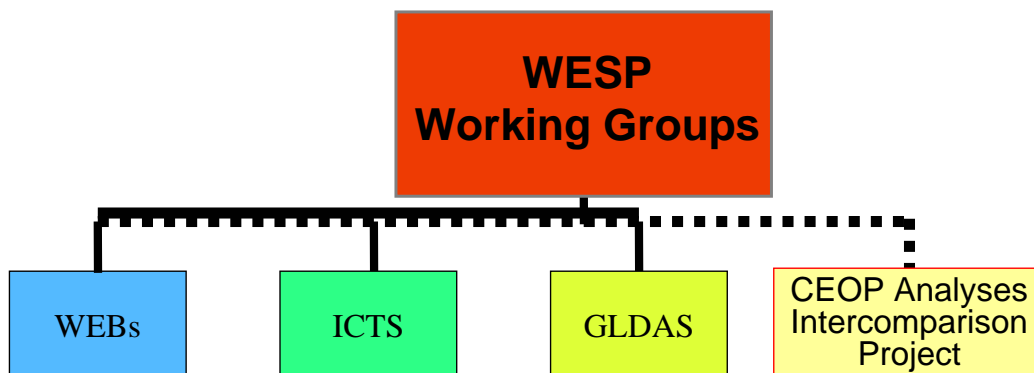 WESP
Working Groups
WEBs
ICTS
GLDAS
CEOP Analyses
Intercomparison
Project